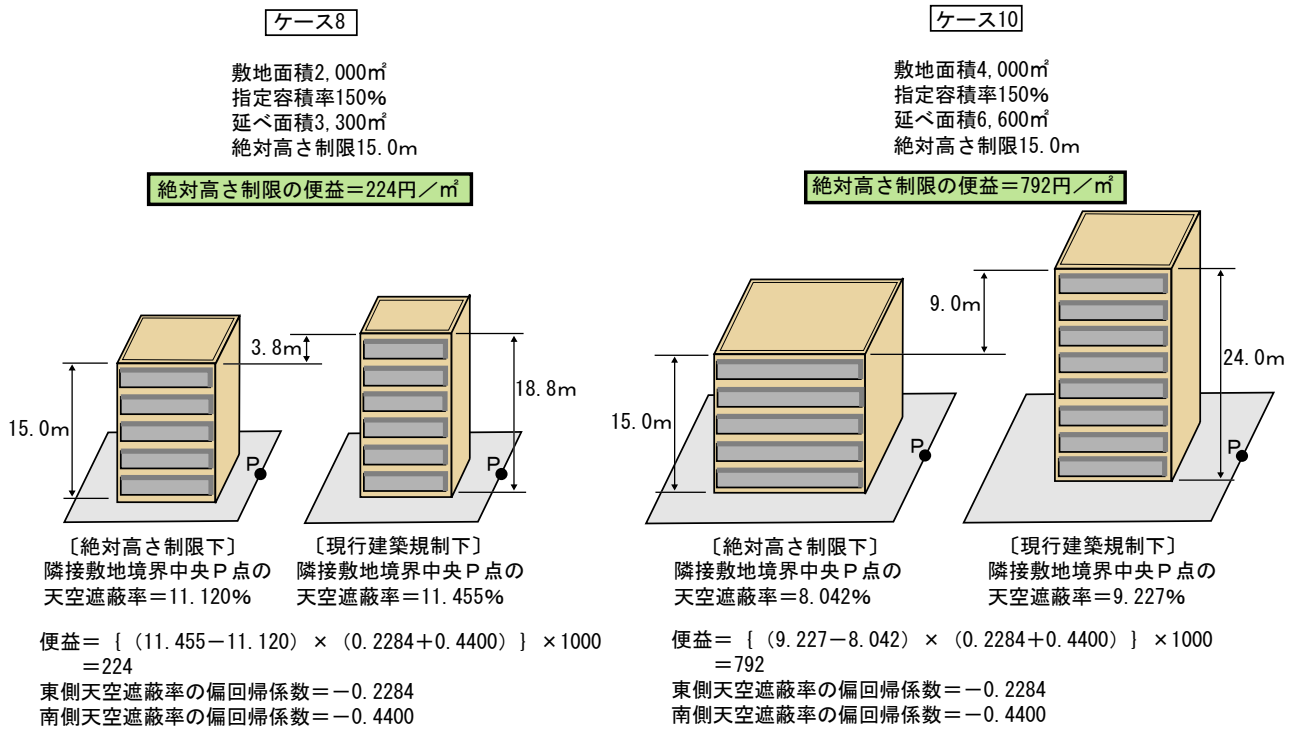 ケース8
敷地面積2,000㎡
指定容積率150%
延べ面積3,300㎡
絶対高さ制限15.0m
絶対高さ制限の便益=224円/㎡
15.0m
3.8m
18.8m
P
P
〔絶対高さ制限下〕
隣接敷地境界中央P点の
天空遮蔽率=11.120%
〔現行建築規制下〕
隣接敷地境界中央P点の
天空遮蔽率=11.455%
便益={(11.455-11.120)×(0.2284+0.4400)}×1000
=224
東側天空遮蔽率の偏回帰係数=-0.2284
南側天空遮蔽率の偏回帰係数=-0.4400
ケース10
敷地面積4,000㎡
指定容積率150%
延べ面積6,600㎡
絶対高さ制限15.0m
絶対高さ制限の便益=792円/㎡
15.0m
9.0m
24.0m
P
P
〔絶対高さ制限下〕
隣接敷地境界中央P点の
天空遮蔽率=8.042%
〔現行建築規制下〕
隣接敷地境界中央P点の
天空遮蔽率=9.227%
便益={(9.227-8.042)×(0.2284+0.4400)}×1000
=792
東側天空遮蔽率の偏回帰係数=-0.2284
南側天空遮蔽率の偏回帰係数=-0.4400